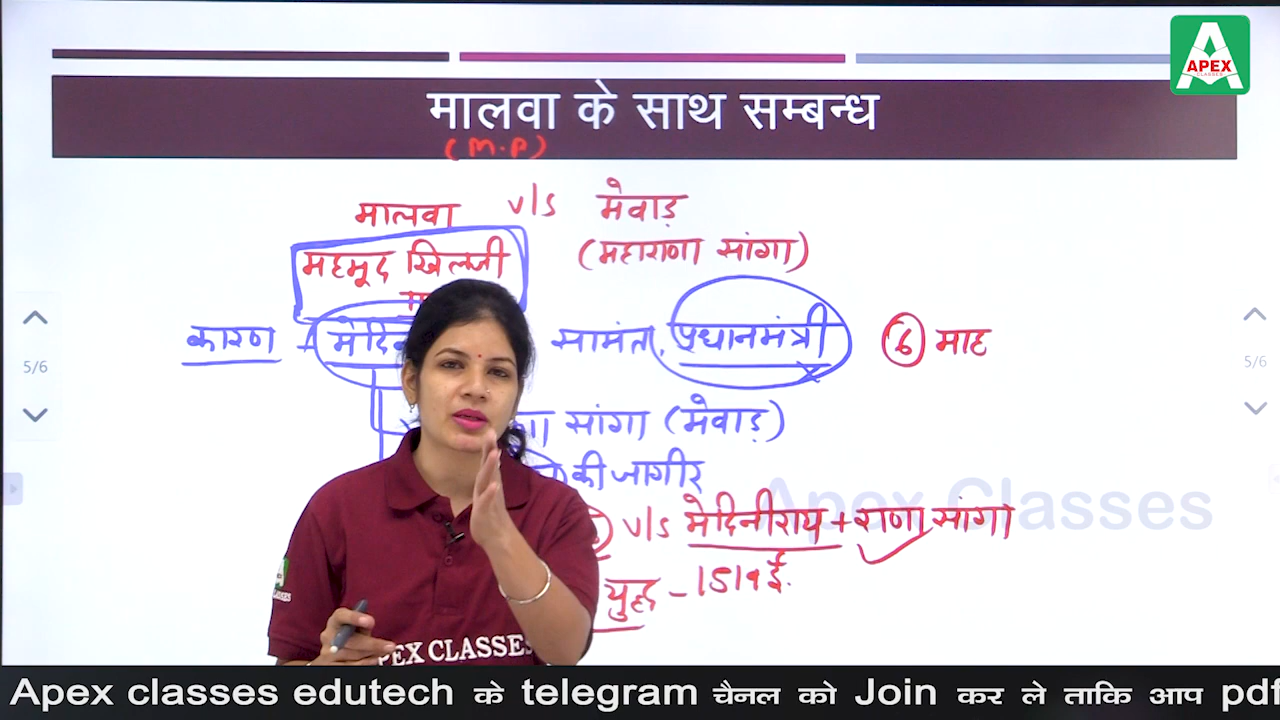 APEX
CLASSES
मालवा के साथ सम्बन्ध
(M.P)
मालवा v/s मेवाड़
महमूद खिलजी (महाराणा सांगा)
कारण मेदि सामंत, प्रधानमंत्री 6 माह
5/6
5/6
सांगा (मेवाड़)
की जागीर
Apex Classes
v/s मेदिनीराय + राणा सांगा
युद्ध - 1519 ई.
APEX CLASSES
Apex classes edutech के telegram चैनल को Join कर ले ताकि आप pdf